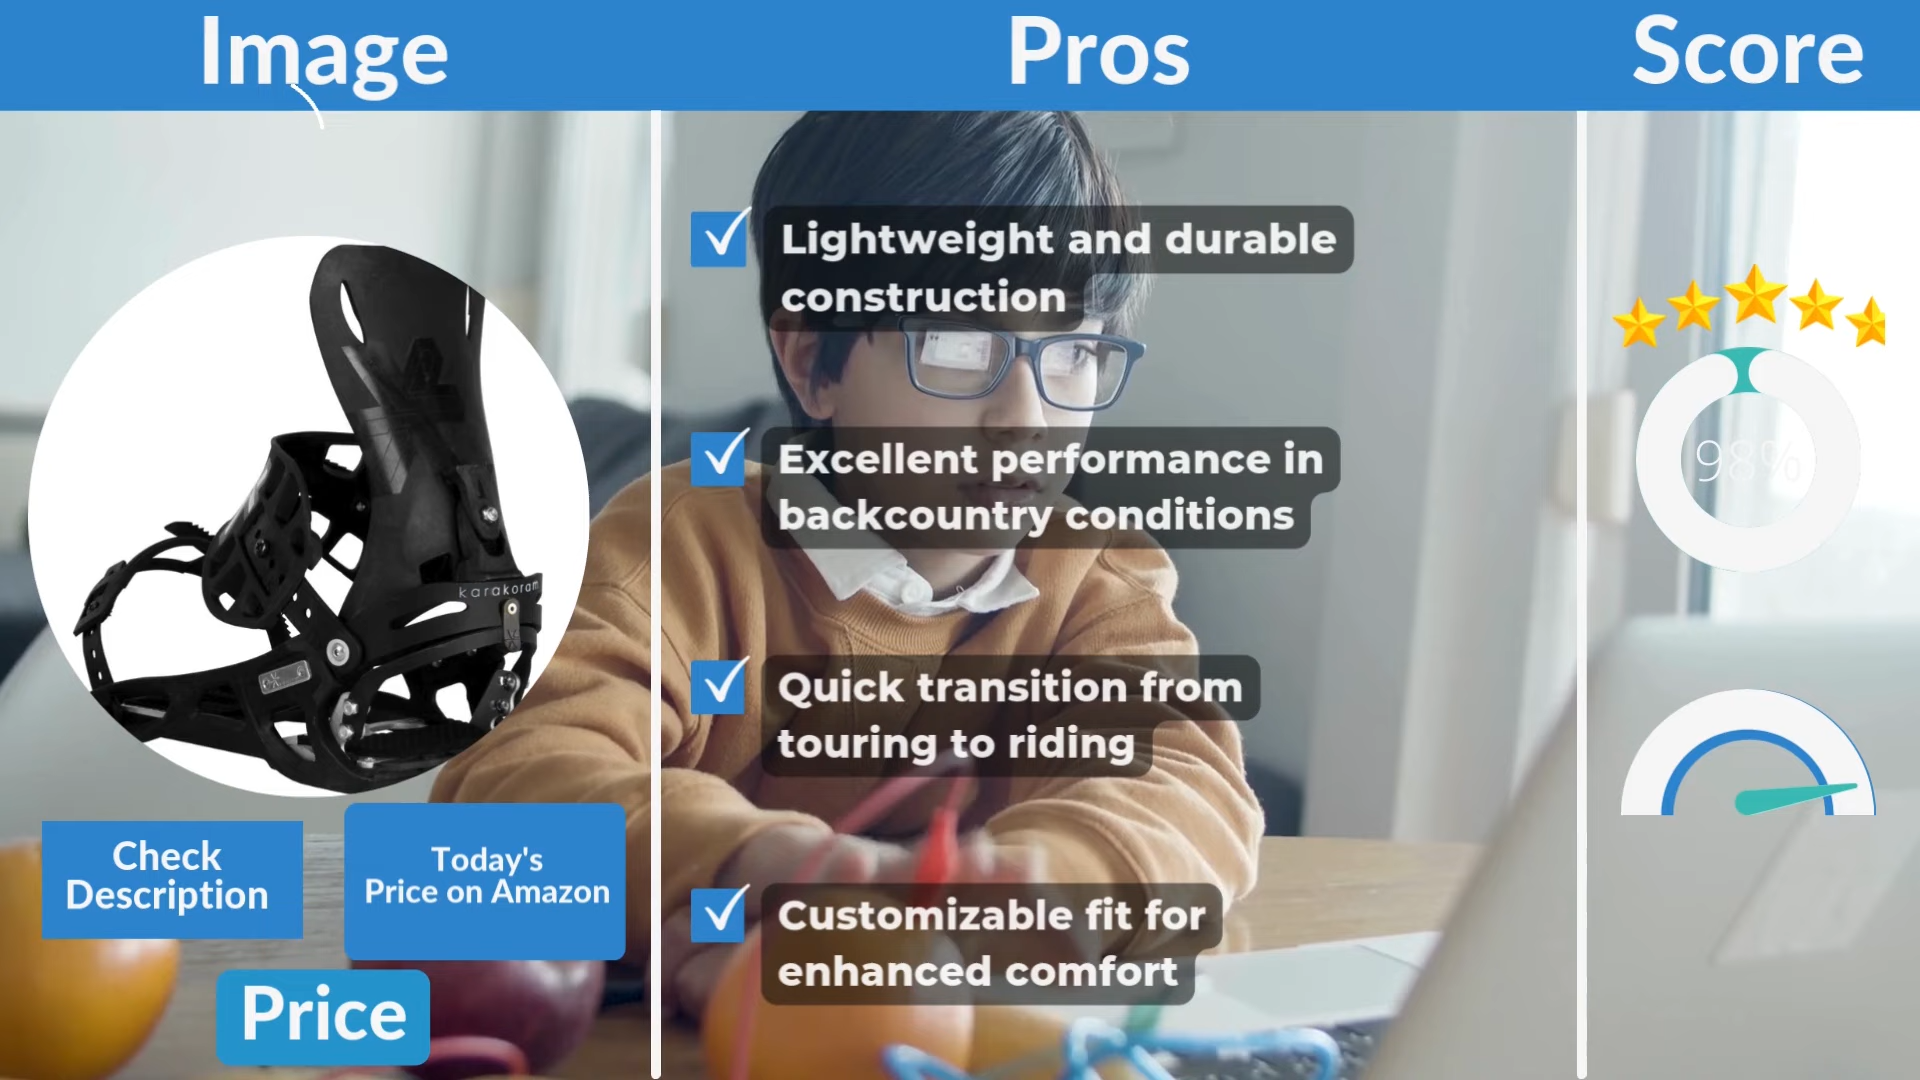 Image
Pros
Score
Lightweight and durable
construction
Excellent performance in
backcountry conditions
98%
karakoram
Quick transition from
touring to riding
Check
Description
Today's
Price on Amazon
Customizable fit for
enhanced comfort
Price